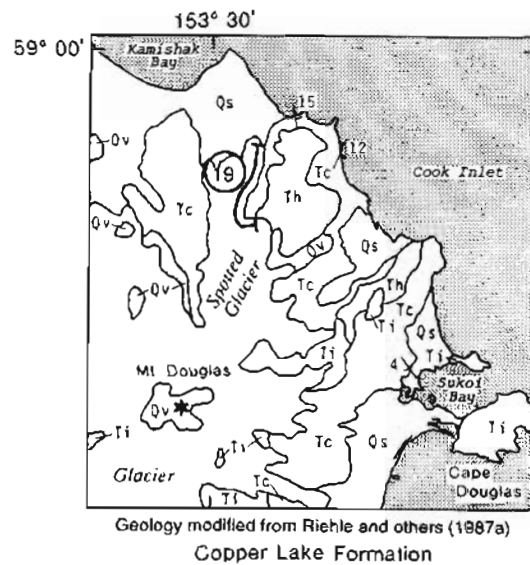 153° 30'
59° 00'
Kamishak
Bay
Qs
15
Qv
19
12
Tc
Cook Inlet
Tc
Th
Qv
Qv
Qs
Spotted
Glacier
Th
Qv
Tc
Tc
Ti
Qs
Ti
4
Ti
Mt Douglas
Sukoi
Bay
Qv
Ti
Ti
Tc
Qs
Ti
Glacier
Tc
Cape
Douglas
Ti
Geology modified from Riehle and others (1987a)
Copper Lake Formation